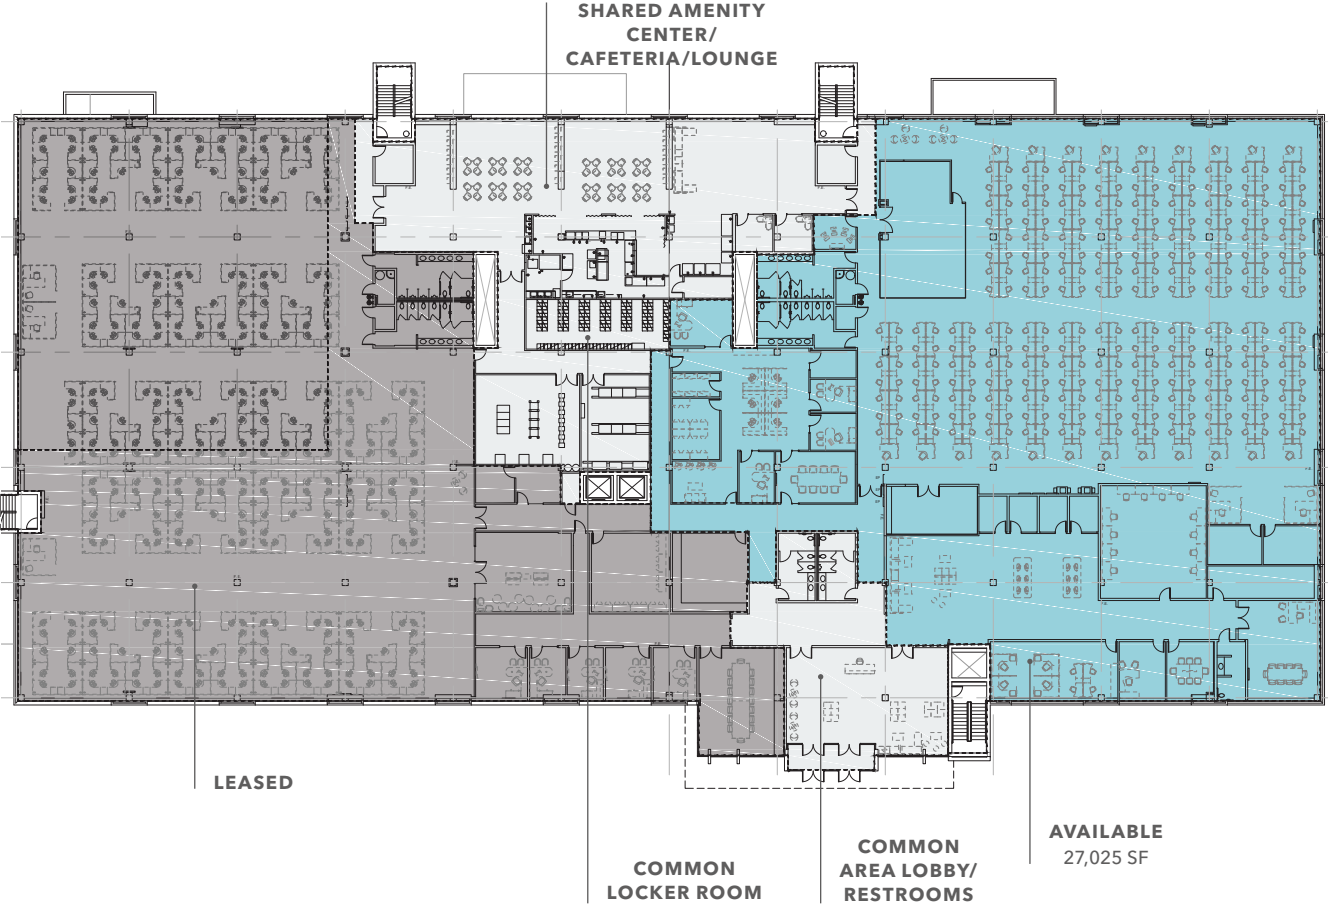 SHARED AMENITY
CENTER/
CAFETERIA/LOUNGE
LEASED
COMMON
LOCKER ROOM
COMMON
AREA LOBBY/
RESTROOMS
AVAILABLE
27,025 SF